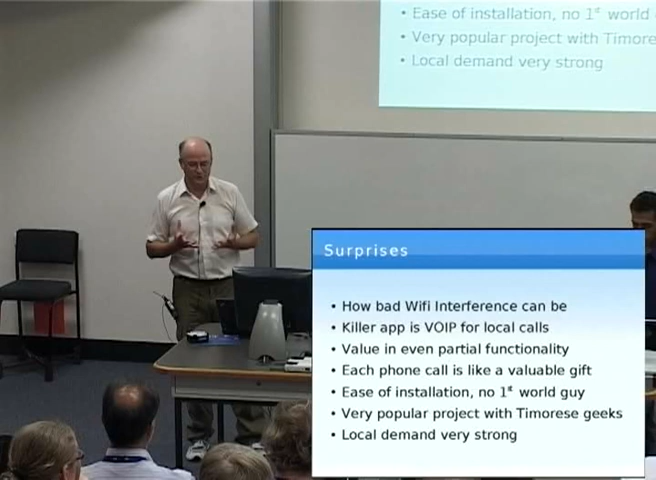 • Ease of installation, no 1st world
• Very popular project with Timore
• Local demand very strong
Surprises
• How bad Wifi Interference can be
• Killer app is VOIP for local calls
• Value in even partial functionality
• Each phone call is like a valuable gift
• Ease of installation, no 1st world guy
• Very popular project with Timorese geeks
• Local demand very strong